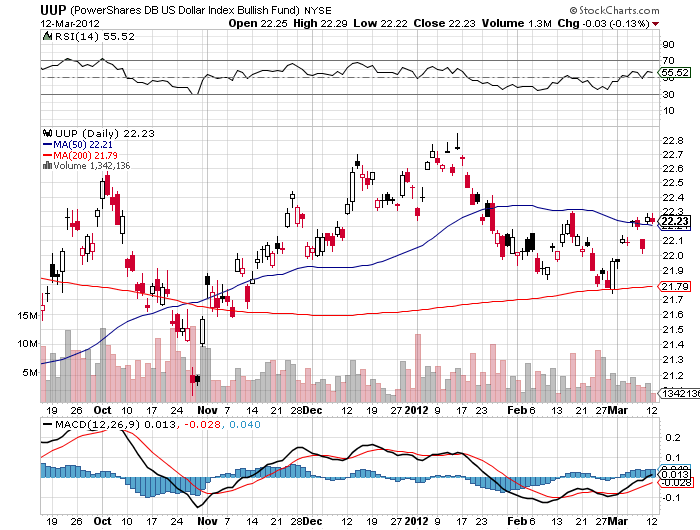 UUP (PowerShares DB US Dollar Index Bullish Fund) NYSE © StockCharts.com
12-Mar-2012 Open 22.25 High 22.29 Low 22.22 Close 22.23 Volume 1.3M Chg -0.03 (-0.13%)
RSI(14) 55.52
90
70
55.52
50
30
10
UUP (Daily) 22.23
MA(50) 22.21
MA(200) 21.79
Volume 1,342,136
22.8
22.7
22.6
22.5
22.4
22.3
22.23
22.21
22.1
22.0
21.9
21.79
21.7
15M 21.6
21.5
10M 21.4
21.3
5M 21.2
21.1
1342136
19 26 Oct 10 17 24 Nov 7 14 21 28 Dec 12 19 27 2012 9 17 23 Feb 6 13 21 27 Mar 12
MACD(12,26,9) 0.013, -0.028, 0.040
0.2
0.1
0.040
0.013
-0.028
-0.1
19 26 Oct 10 17 24 Nov 7 14 21 28 Dec 12 19 27 2012 9 17 23 Feb 6 13 21 27 Mar 12